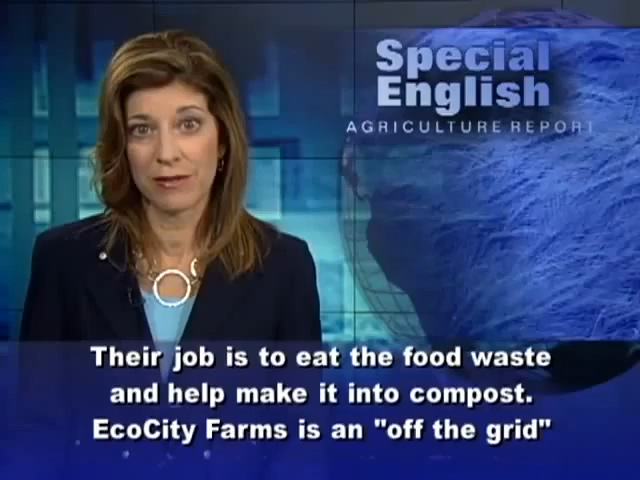 Special
English
AGRICULTURE REPORT
Their job is to eat the food waste
and help make it into compost.
EcoCity Farms is an "off the grid"